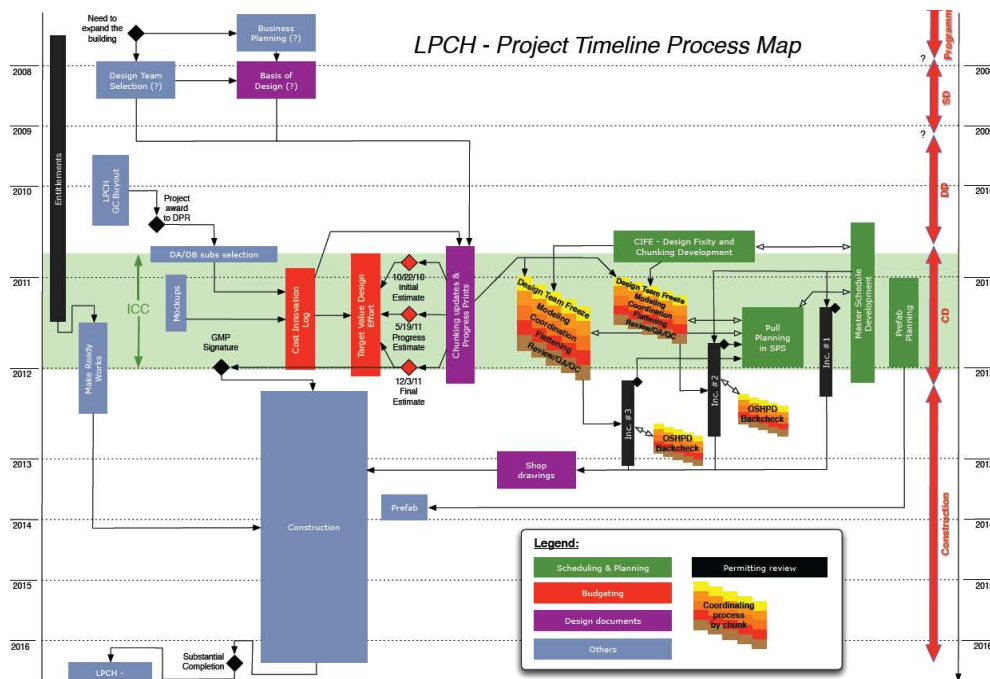 Need to
expand the
building
Business
Planning (?)
LPCH - Project Timeline Process Map
Programm
?
2008
Design Team
Selection (?)
Basis of
Design (?)
2008
SD
2009
?
2009
Entitlements
LPCH
GC Buyout
2010
2010
DD
Project
award
to DPR
DA/DB subs selection
CIFE - Design Fixity and
Chunking Development
10/22/10
Initial
Estimate
2011
2011
ICC
Mockups
Cost Innovation
Log
Target Value Design
Effort
Chunking updates &
Progress Prints
Design Team Freeze
Modeling
Coordination
Flattening
Review/QA/QC
Design Team Freeze
Modeling
Coordination
Flattening
Review/QA/QC
Pull
Planning
in SPS
Inc. #1
Master Schedule
Development
Prefab
Planning
CD
5/19/11
Progress
Estimate
GMP
Signature
Make Ready
Works
2012
2012
12/3/11
Final
Estimate
Inc. # 3
Inc. # 2
OSHPD
Backcheck
OSHPD
Backcheck
2013
2013
Shop
drawings
Prefab
2014
2014
Construction
Construction
Legend:
Scheduling & Planning
Permitting review
Budgeting
Design documents
Others
Coordinating
process
by chunk
2015
2015
2016
2016
Substantial
Completion
LPCH -